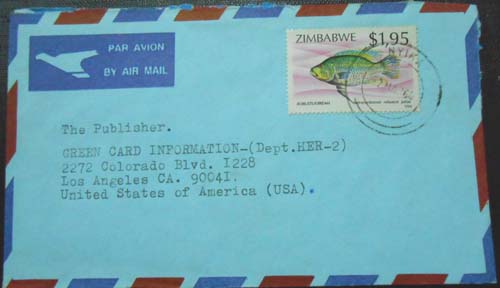 PAR AVION
BY AIR MAIL
ZIMBABWE
$1,95
The Publisher.
GREEN CARD INFORMATION-(Dept.HER-2)
2272 Colorado Blvd. I228
Los Angeles CA. 90041.
United States of America (USA).